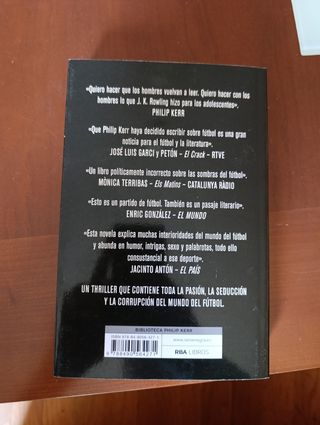 «Quiero hacer que los hombres vuelvan a leer. Quiero hacer con los
hombres lo que J. K. Rowling hizo para los adolescentes».
PHILIP KERR
«Que Philip Kerr haya decidido escribir sobre fútbol es una gran
noticia para el fútbol y la literatura».
JOSÉ LUIS GARCI y PETÓN – El Crack – RTVE
«Un libro políticamente incorrecto sobre las sombras del fútbol».
MÒNICA TERRIBAS – Els Matins – CATALUNYA RÀDIO
«Esto es un partido de fútbol. También es un pasaje literario».
ENRIC GONZÁLEZ – EL MUNDO
«Esta novela explica muchas interioridades del mundo del fútbol
y abunda en humor, intrigas, sexo y palabrotas, todo ello
consustancial a ese deporte».
JACINTO ANTÓN – EL PAÍS
UN THRILLER QUE CONTIENE TODA LA PASIÓN, LA SEDUCCIÓN
Y LA CORRUPCIÓN DEL MUNDO DEL FÚTBOL.
BIBLIOTECA PHILIP KERR
RBA LIBROS